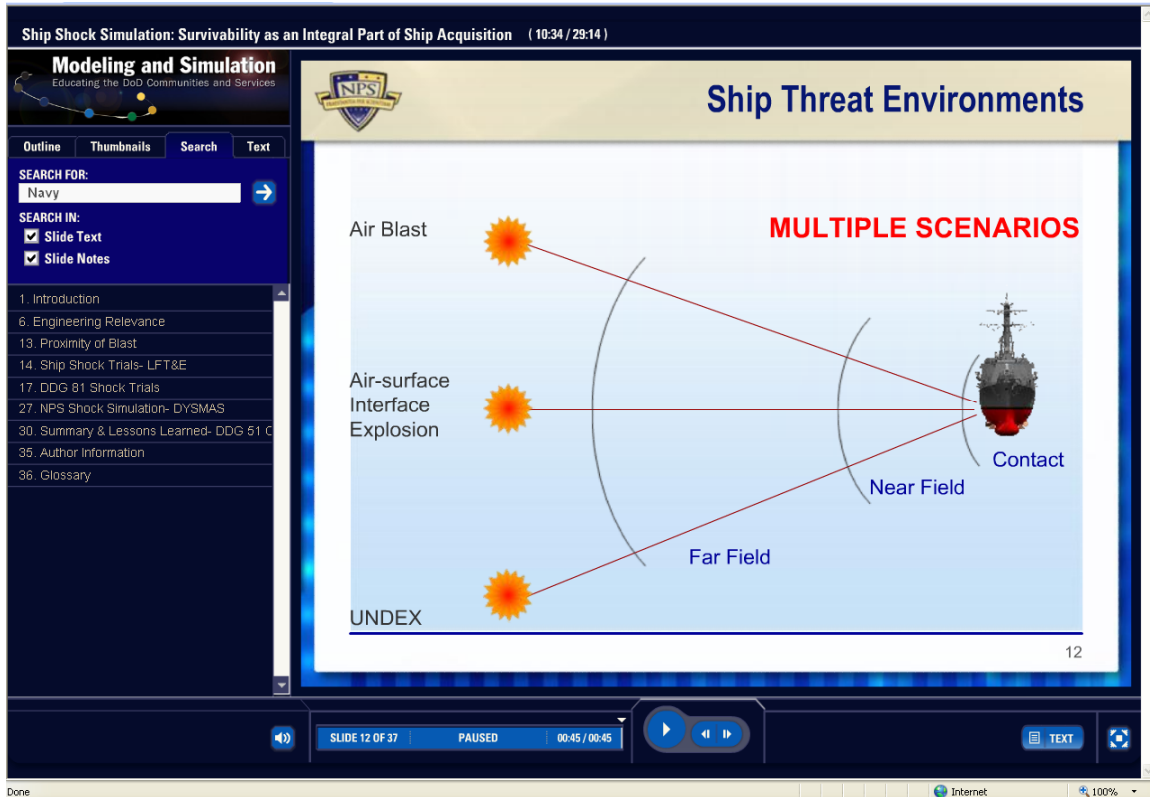 Ship Shock Simulation: Survivability as an Integral Part of Ship Acquisition ( 10:34 / 29:14 )
Modeling and Simulation
Educating the DoD Communities and Services
Outline
Thumbnails
Search
Text
SEARCH FOR:
Navy
SEARCH IN:
Slide Text
Slide Notes
1. Introduction
6. Engineering Relevance
13. Proximity of Blast
14. Ship Shock Trials- LFT&E
17. DDG 81 Shock Trials
27. NPS Shock Simulation- DYSMAS
30. Summary & Lessons Learned- DDG 51 C
35. Author Information
36. Glossary
NPS
Ship Threat Environments
MULTIPLE SCENARIOS
Air Blast
Air-surface
Interface
Explosion
Contact
Near Field
Far Field
UNDEX
12
SLIDE 12 OF 37
PAUSED
00:45 / 00:45
TEXT
Done
Internet
100%